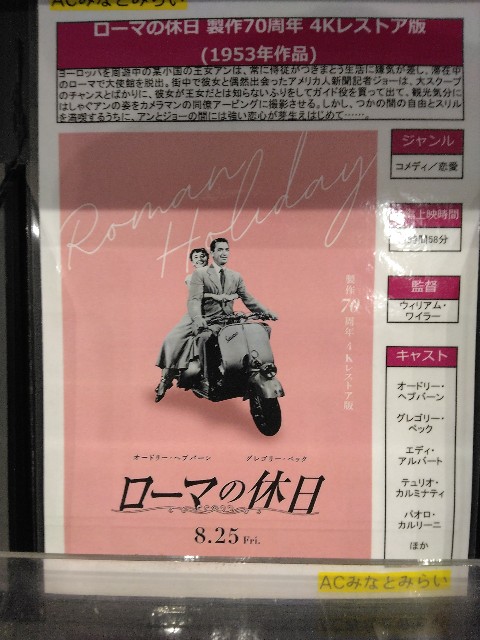 ACみなとみらい
ローマの休日 製作70周年 4Kレストア版
(1953年作品)
ヨーロッパを周遊中の某小国の王女アンは、常に侍従がつきまとう生活に嫌気が差し、滞在中
のローマで大使館を脱出。街中で彼女と偶然出会ったアメリカ人新聞記者ジョーは、大スクープ
のチャンスとばかりに、彼女が王女だとは知らないふりをしてガイド役を買って出て、観光気分に
はしゃぐアンの姿をカメラマンの同僚アービングに撮影させる。しかし、つかの間の自由とスリル
を満喫するうちに、アンとジョーの間には強い恋心が芽生えはじめて……。
Roman
Holiday
製作70周年 4Kレストア版
オードリー・ヘプバーン グレゴリー・ペック
ローマの休日
8.25 Fri.
ジャンル
コメディ/恋愛
上映時間
58分
監督
ウィリアム・
ワイラー
キャスト
オードリー・
ヘプバーン
グレゴリー・
ペック
エディ・
アルバート
テュリオ・
カルミナティ
パオロ・
カルリーニ
ほか
ACみなとみらい